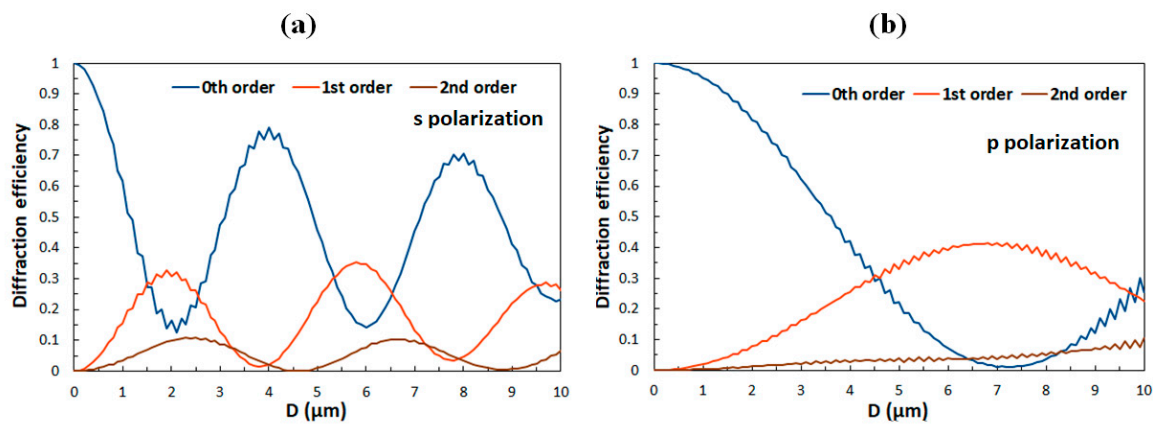 (a)
(b)
1
0.9
0.8
0.7
0.6
0.5
0.4
0.3
0.2
0.1
0
0th order 1st order 2nd order
s polarization
Diffraction efficiency
0 1 2 3 4 5 6 7 8 9 10
D (μm)
1
0.9
0.8
0.7
0.6
0.5
0.4
0.3
0.2
0.1
0
0th order 1st order 2nd order
p polarization
Diffraction efficiency
0 1 2 3 4 5 6 7 8 9 10
D (μm)